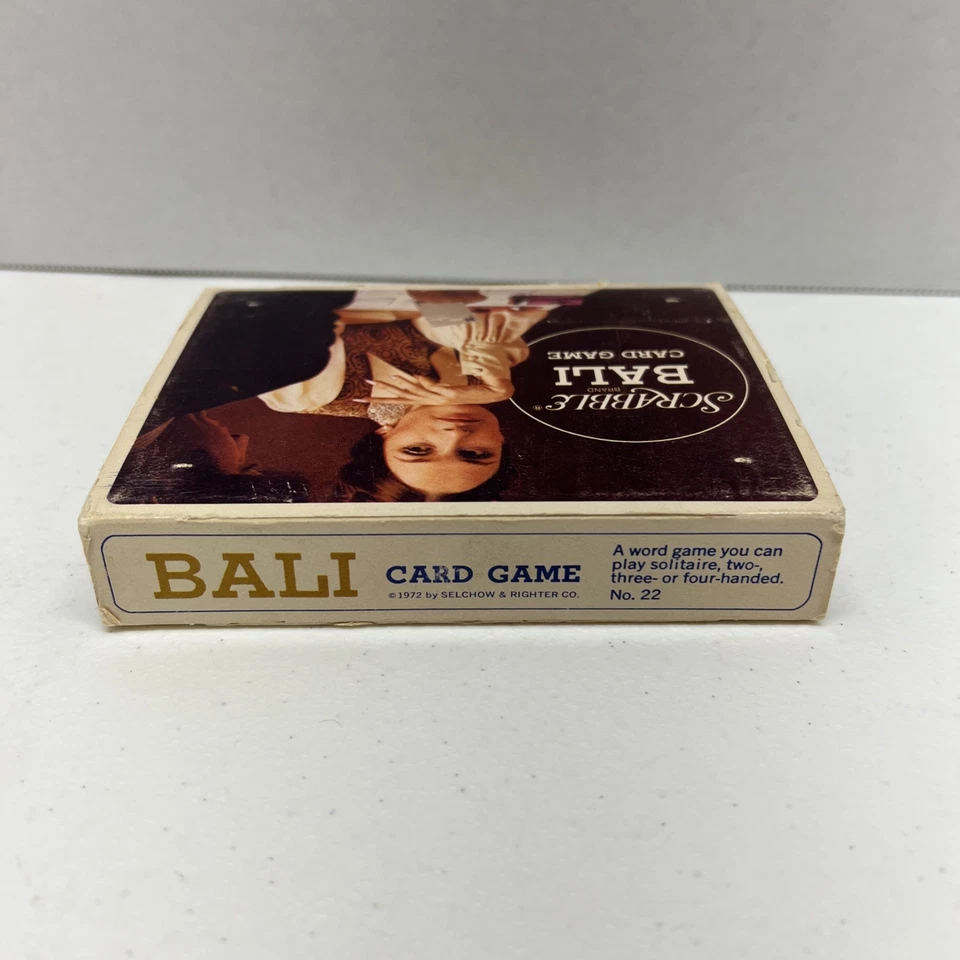 SCRABBLE®
BRAND
BALI
CARD GAME
BALI
CARD GAME
©1972 by SELCHOW & RIGHTER CO.
A word game you can
play solitaire, two-,
three- or four-handed.
No. 22